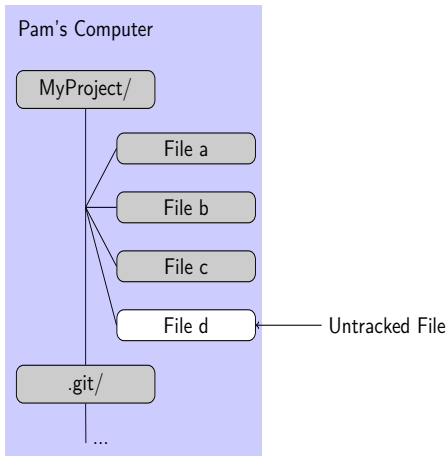 Pam's Computer
MyProject/
File a
File b
File c
File d
Untracked File
.git/
...